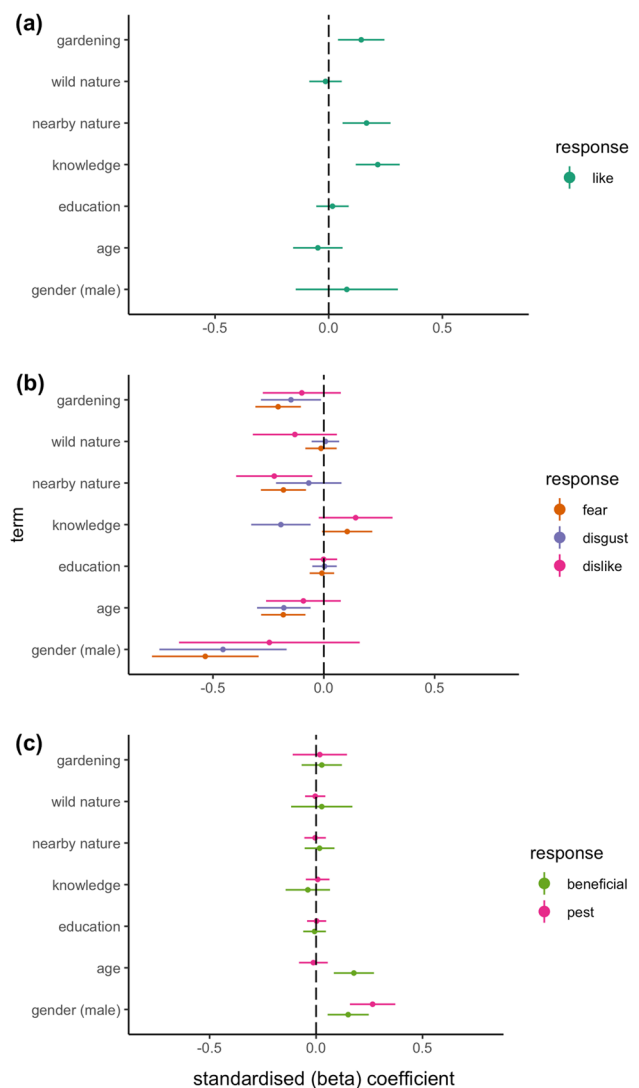 (a)
gardening
wild nature
nearby nature
knowledge
education
age
gender (male)
-0.5 0.0 0.5
response
like
(b)
term
gardening
wild nature
nearby nature
knowledge
education
age
gender (male)
-0.5 0.0 0.5
response
fear
disgust
dislike
(c)
gardening
wild nature
nearby nature
knowledge
education
age
gender (male)
-0.5 0.0 0.5
standardised (beta) coefficient
response
beneficial
pest